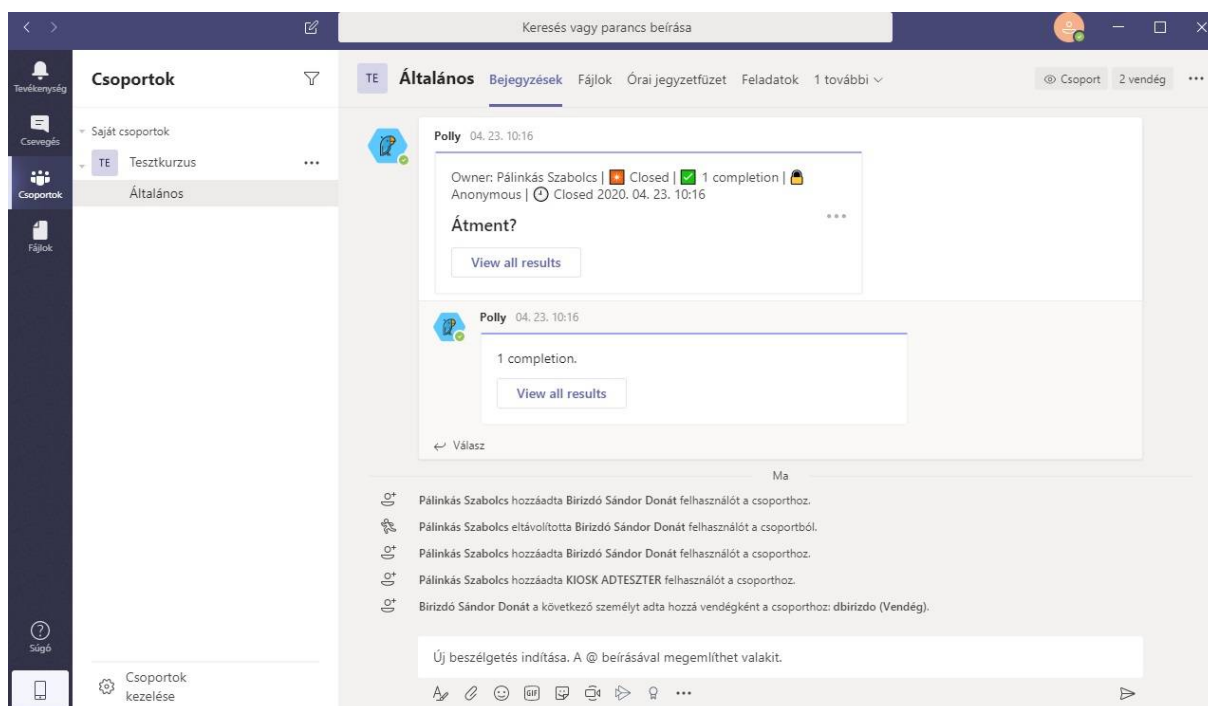 Keresés vagy parancs beírása
Tevékenység
Csevegés
Csoportok
Fájlok
Súgó
Csoportok
Saját csoportok
TE Tesztkurzus
Általános
Csoportok
kezelése
TE Általános Bejegyzések Fájlok Órai jegyzetfüzet Feladatok 1 további
Csoport 2 vendég
Polly 04. 23. 10:16
Owner: Pálinkás Szabolcs | Closed | 1 completion |
Anonymous | Closed 2020. 04. 23. 10:16
Átment?
View all results
Polly 04. 23. 10:16
1 completion.
View all results
Válasz
Ma
Pálinkás Szabolcs hozzáadta Birizdó Sándor Donát felhasználót a csoporthoz.
Pálinkás Szabolcs eltávolította Birizdó Sándor Donát felhasználót a csoportból.
Pálinkás Szabolcs hozzáadta Birizdó Sándor Donát felhasználót a csoporthoz.
Pálinkás Szabolcs hozzáadta KIOSK ADTESZTER felhasználót a csoporthoz.
Birizdó Sándor Donát a következő személyt adta hozzá vendégként a csoporthoz: dbirizdo (Vendég).
Új beszélgetés indítása. A @ beírásával megemlíthet valakit.
GIF